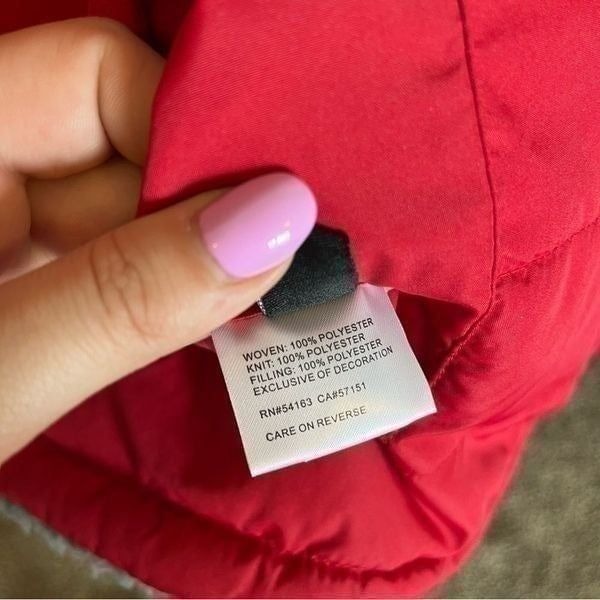 WOVEN: 100% POLYESTER
KNIT: 100% POLYESTER
FILLING: 100% POLYESTER
EXCLUSIVE OF DECORATION
RN#54163 CA#57151
CARE ON REVERSE